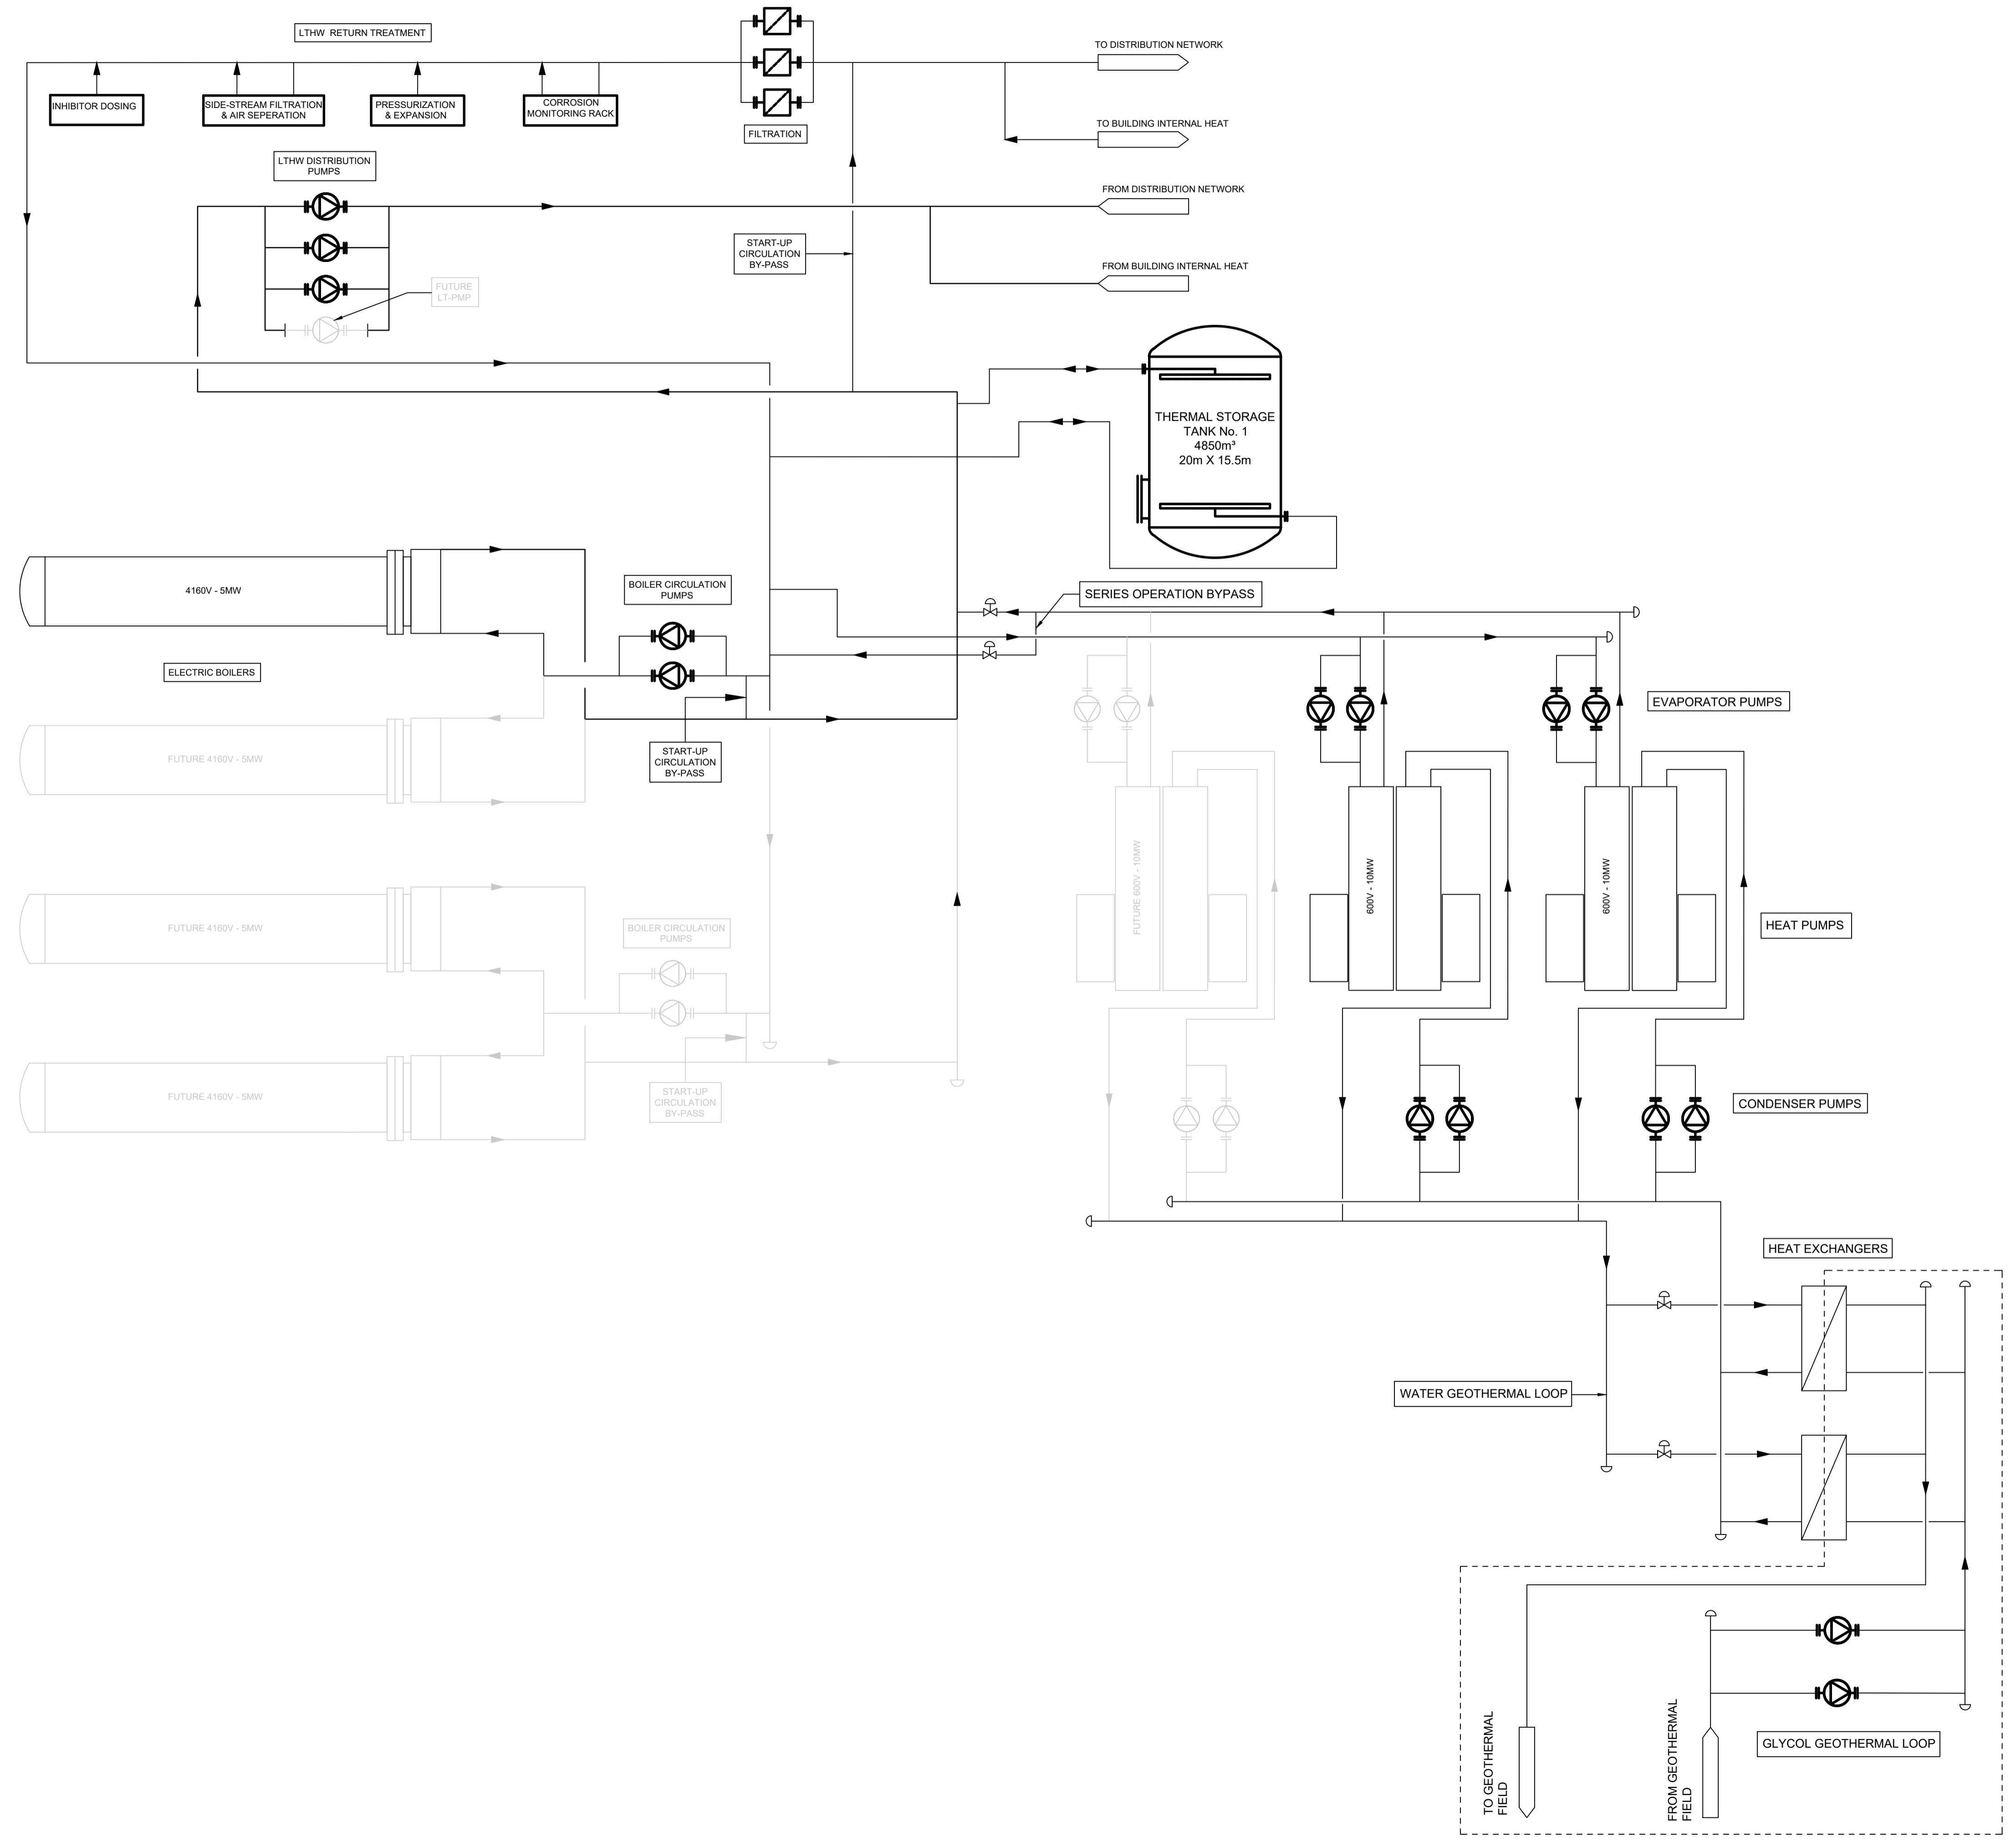 LTHW  RETURN TREATMENT
TO DISTRIBUTION NETWORK
INHIBITOR DOSING
SIDE-STREAM FILTRATION
& AIR SEPERATION
PRESSURIZATION
& EXPANSION
CORROSION
MONITORING RACK
FILTRATION
TO BUILDING INTERNAL HEAT
LTHW DISTRIBUTION
PUMPS
FROM DISTRIBUTION NETWORK
START-UP
CIRCULATION
BY-PASS
FROM BUILDING INTERNAL HEAT
FUTURE
LT-PMP
THERMAL STORAGE
TANK No. 1
4850m³
20m X 15.5m
4160V - 5MW
BOILER CIRCULATION
PUMPS
SERIES OPERATION BYPASS
ELECTRIC BOILERS
EVAPORATOR PUMPS
START-UP
CIRCULATION
BY-PASS
FUTURE 4160V - 5MW
FUTURE 600V - 10MW
600V - 10MW
600V - 10MW
FUTURE 4160V - 5MW
BOILER CIRCULATION
PUMPS
HEAT PUMPS
FUTURE 4160V - 5MW
START-UP
CIRCULATION
BY-PASS
CONDENSER PUMPS
HEAT EXCHANGERS
WATER GEOTHERMAL LOOP
TO GEOTHERMAL
FIELD
FROM GEOTHERMAL
FIELD
GLYCOL GEOTHERMAL LOOP